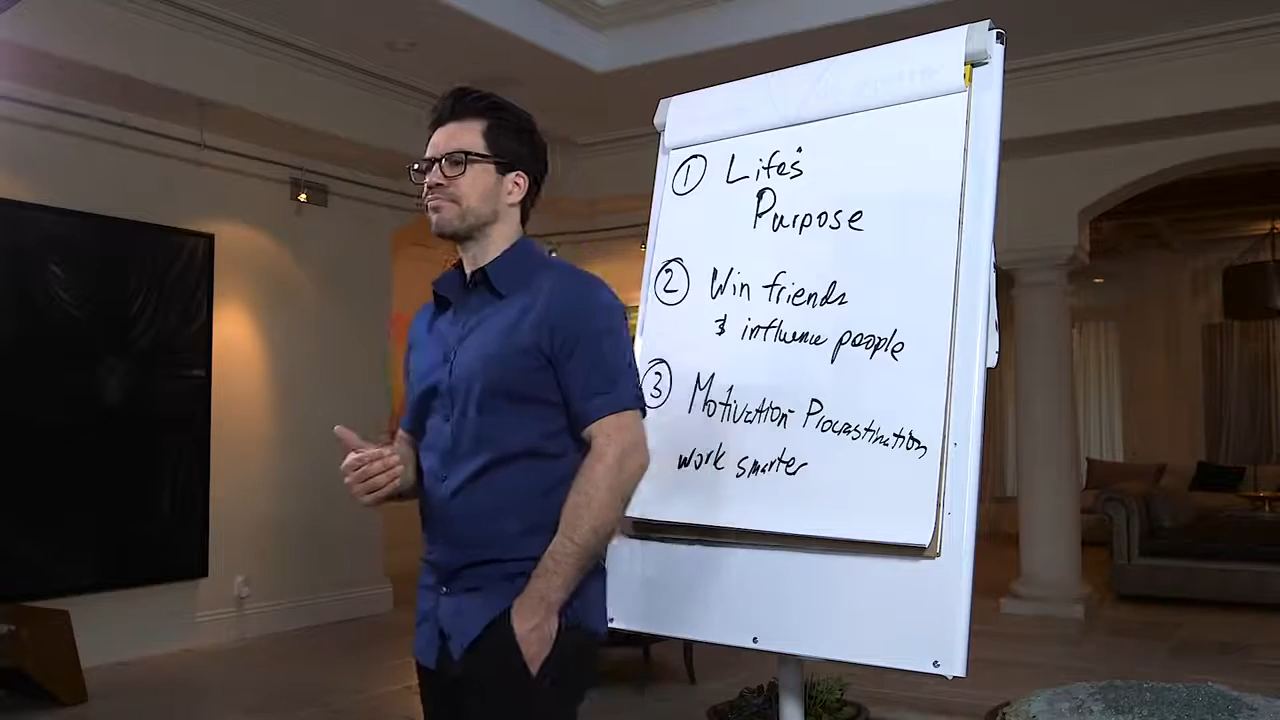 ① Life's
Purpose
② Win friends
& influence people
③ Motivation - Procrastination
work smarter